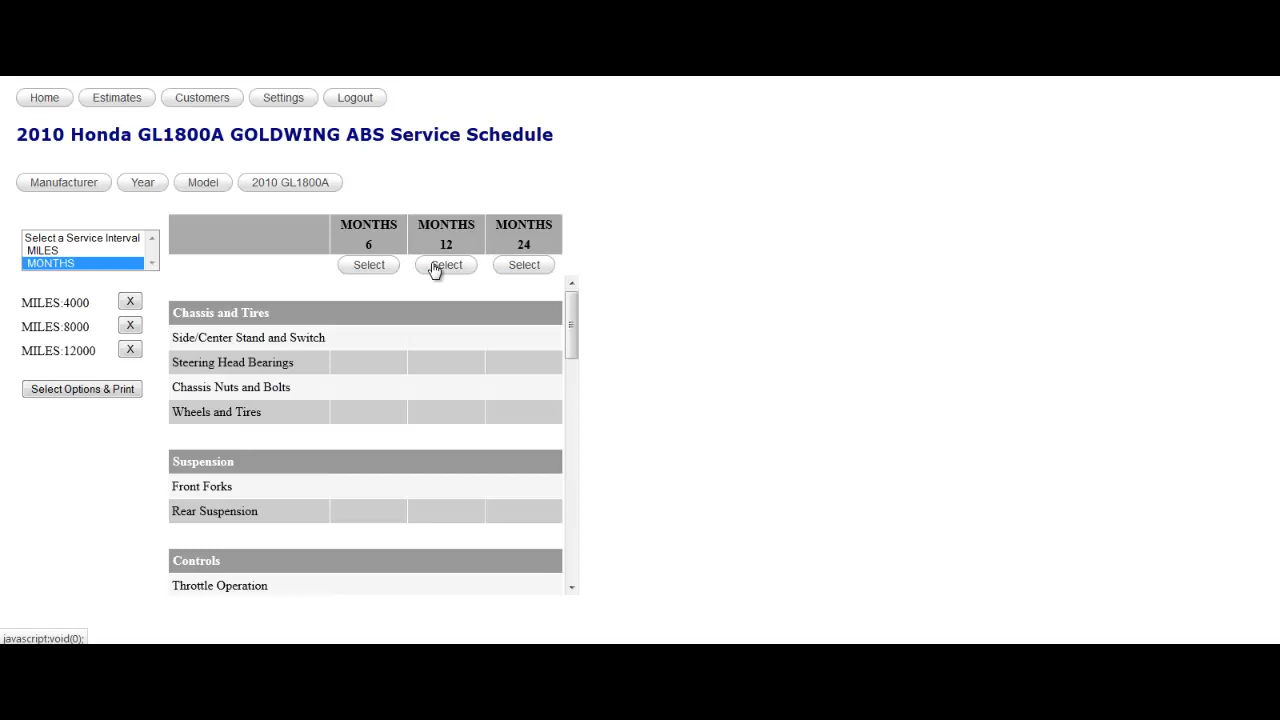 Home Estimates Customers Settings Logout
2010 Honda GL1800A GOLDWING ABS Service Schedule
Manufacturer Year Model 2010 GL1800A
Select a Service Interval
MILES
MONTHS
MILES:4000 X
MILES:8000 X
MILES:12000 X
Select Options & Print
MONTHS MONTHS MONTHS
6 12 24
Select Select Select
Chassis and Tires
Side/Center Stand and Switch
Steering Head Bearings
Chassis Nuts and Bolts
Wheels and Tires
Suspension
Front Forks
Rear Suspension
Controls
Throttle Operation
javascript:void(0);